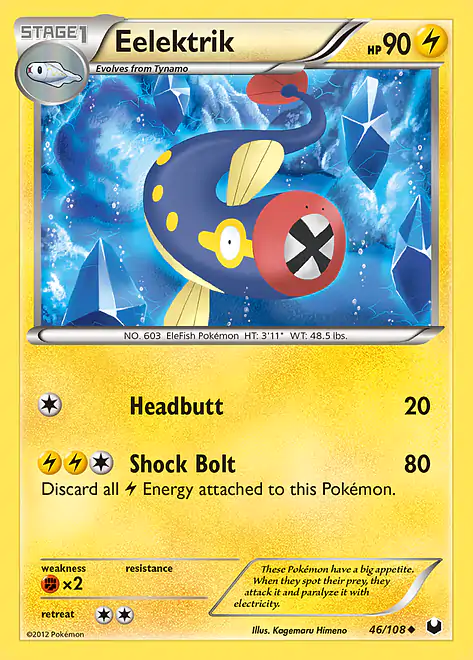 STAGE1
Eelektrik
HP 90
Evolves from Tynamo
NO. 603 EleFish Pokémon HT: 3'11" WT: 48.5 lbs.
Headbutt 20
Shock Bolt 80
Discard all Energy attached to this Pokémon.
weakness resistance
×2
retreat
These Pokémon have a big appetite.
When they spot their prey, they
attack it and paralyze it with
electricity.
©2012 Pokémon
Illus. Kagemaru Himeno
46/108